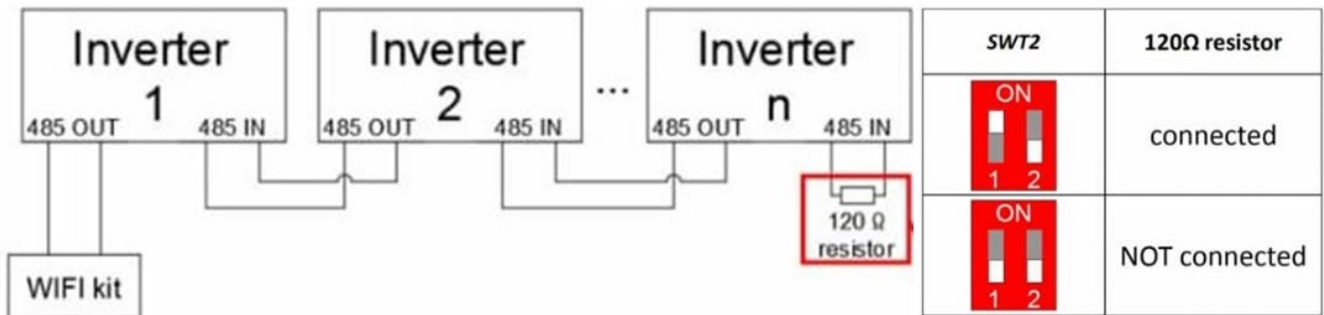 Inverter
1
485 OUT
485 IN
Inverter
2
485 OUT
485 IN
...
Inverter
n
485 OUT
485 IN
120 Ω
resistor
WIFI kit
SWT2
120Ω resistor
ON
1 2
connected
ON
1 2
NOT connected